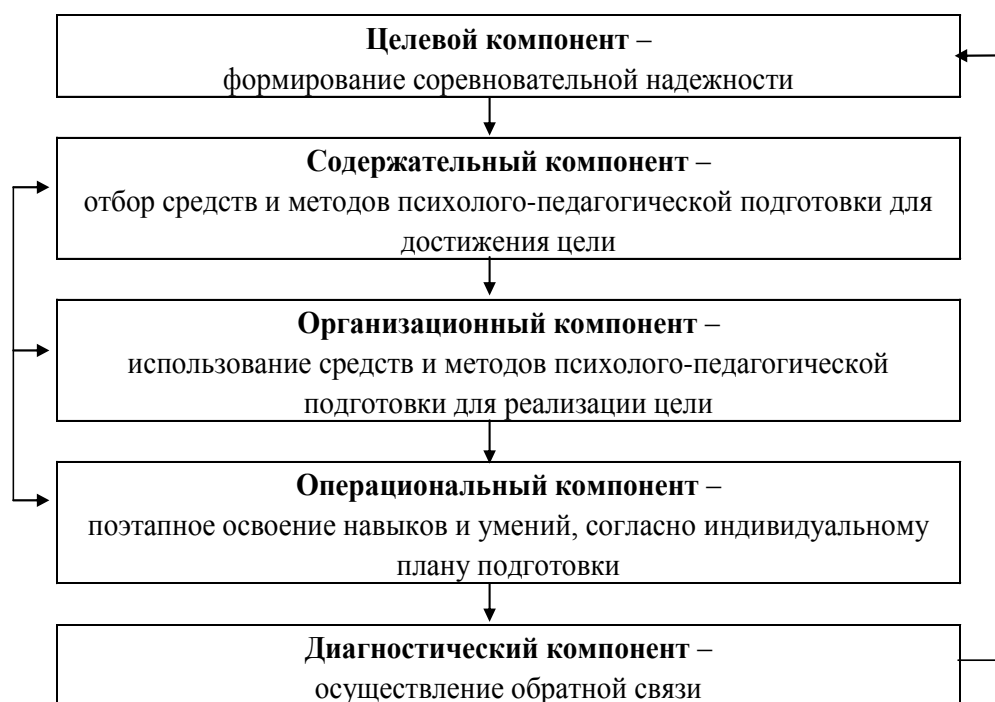 Целевой компонент –
формирование соревновательной надежности
Содержательный компонент –
отбор средств и методов психолого-педагогической подготовки для
достижения цели
Организационный компонент –
использование средств и методов психолого-педагогической
подготовки для реализации цели
Операциональный компонент –
поэтапное освоение навыков и умений, согласно индивидуальному
плану подготовки
Диагностический компонент –
осуществление обратной связи